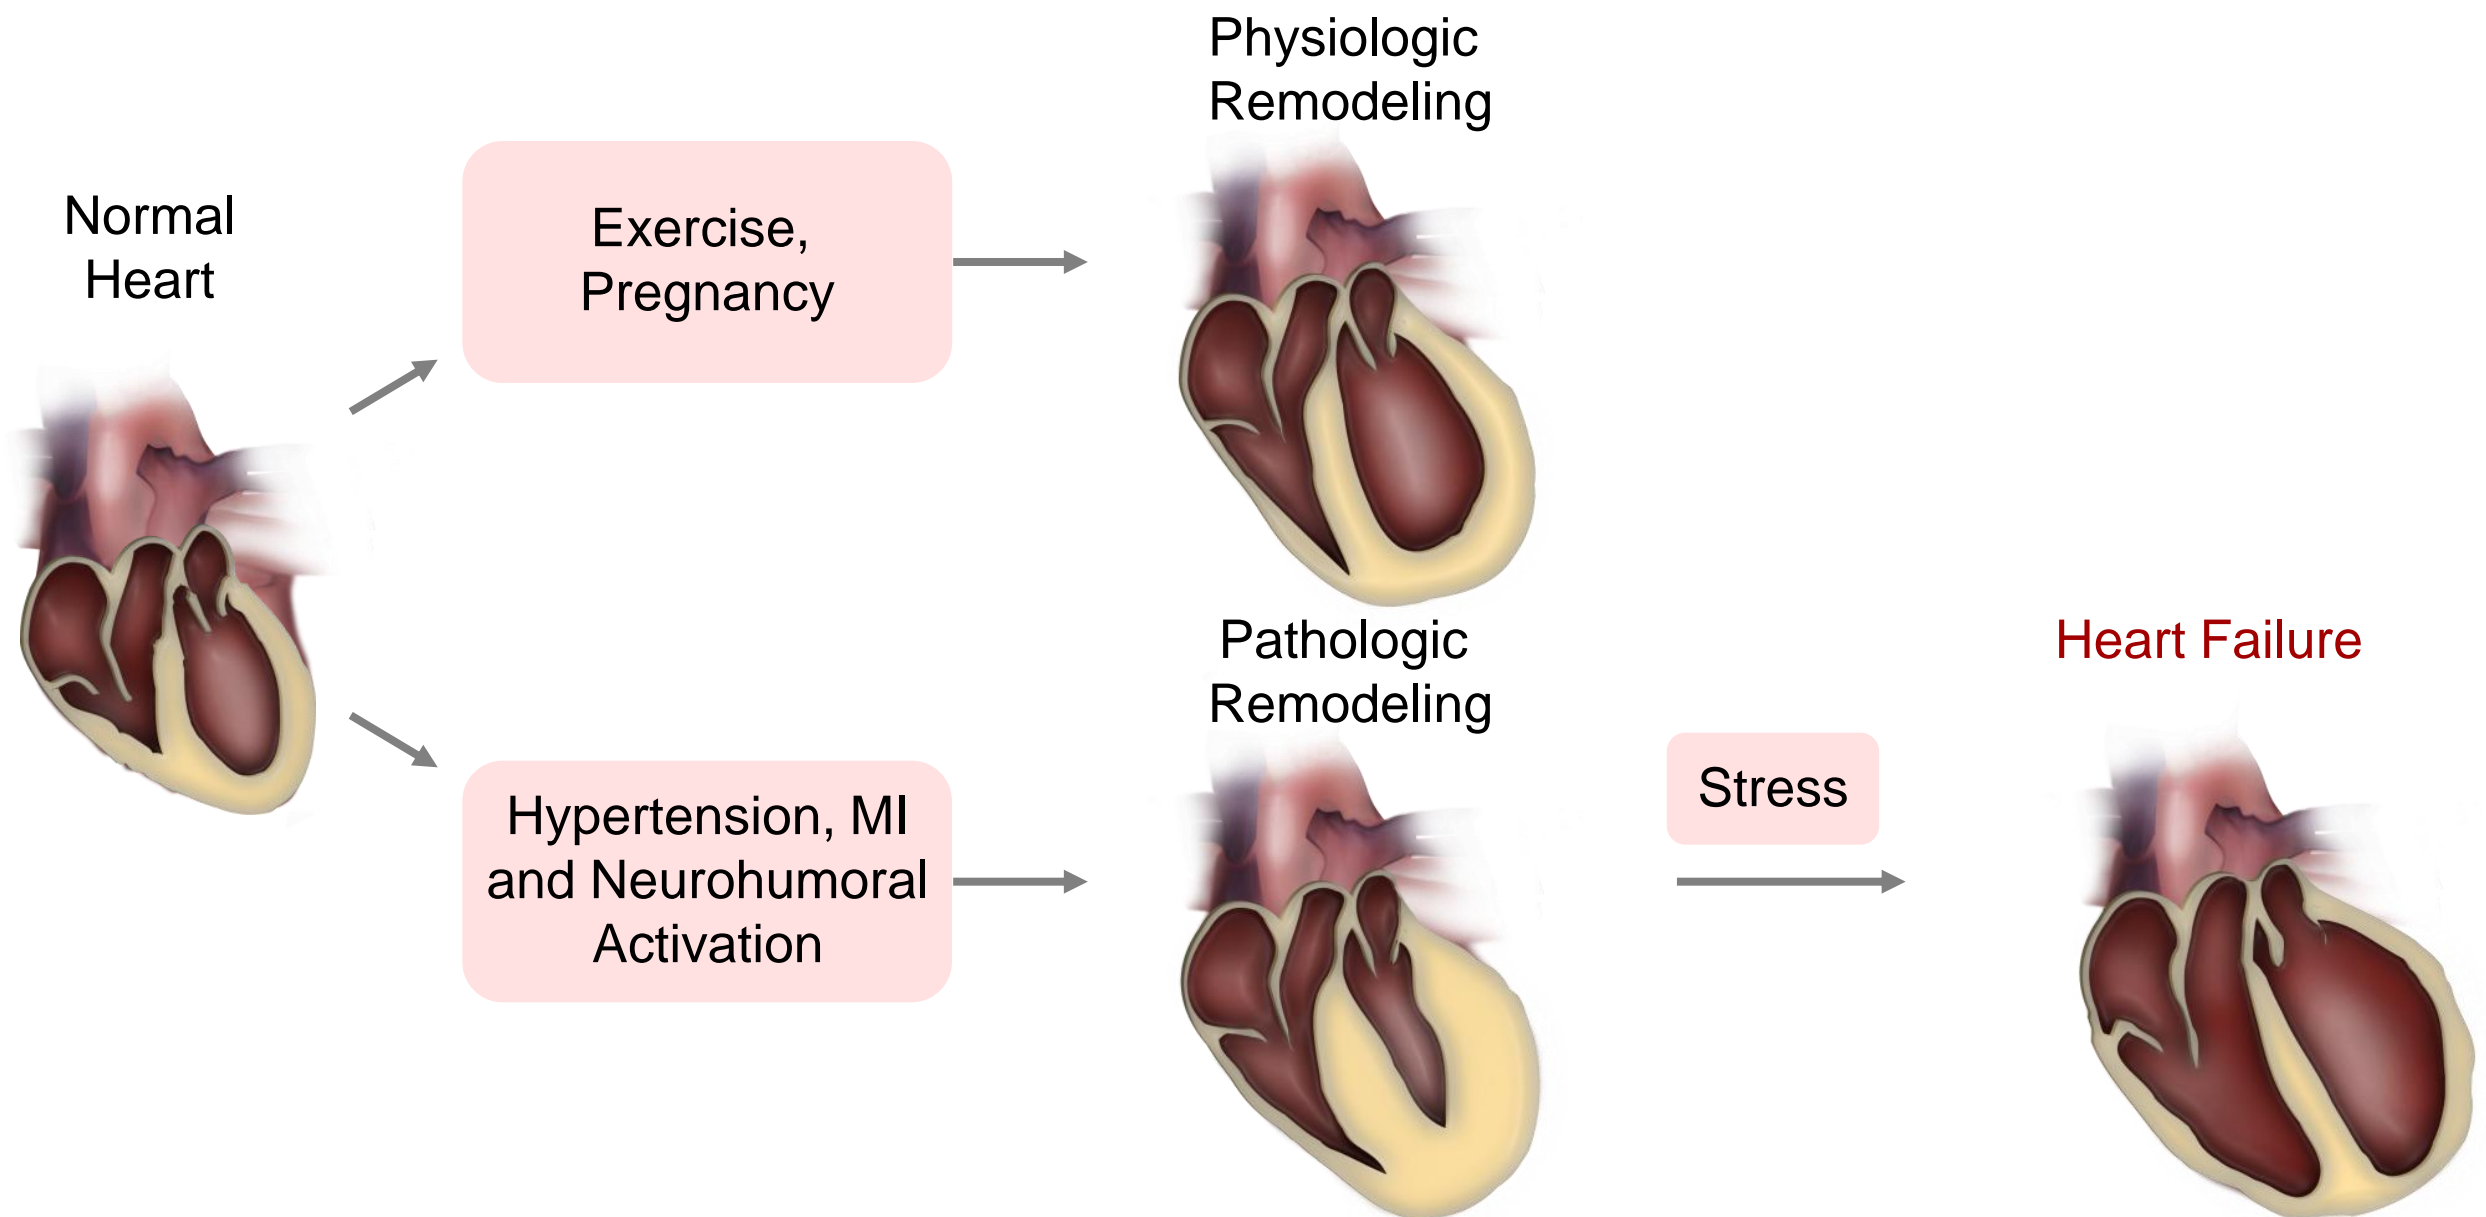 Normal
Heart
Exercise,
Pregnancy
Physiologic
Remodeling
Hypertension, MI
and Neurohumoral
Activation
Pathologic
Remodeling
Stress
Heart Failure